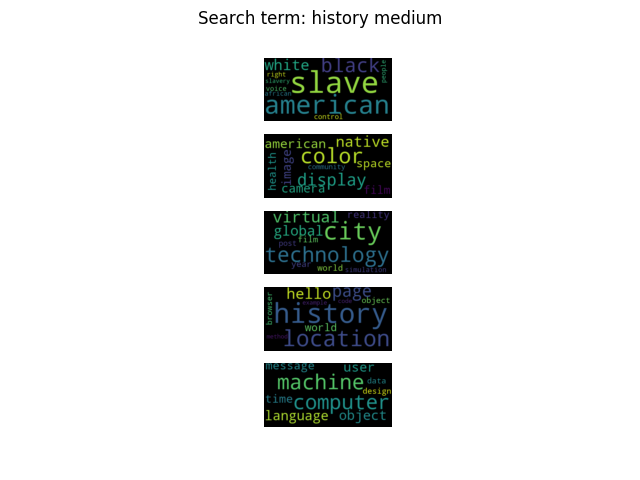 Search term: history medium
white black
right
slavery slave people
voice
african american
control
american native
color
community space
health image display
camera film
virtual reality
global city
film
post technology
year world simulation
hello page
browser example code object
history
world
method location
message user
machine data
design
time computer
language object